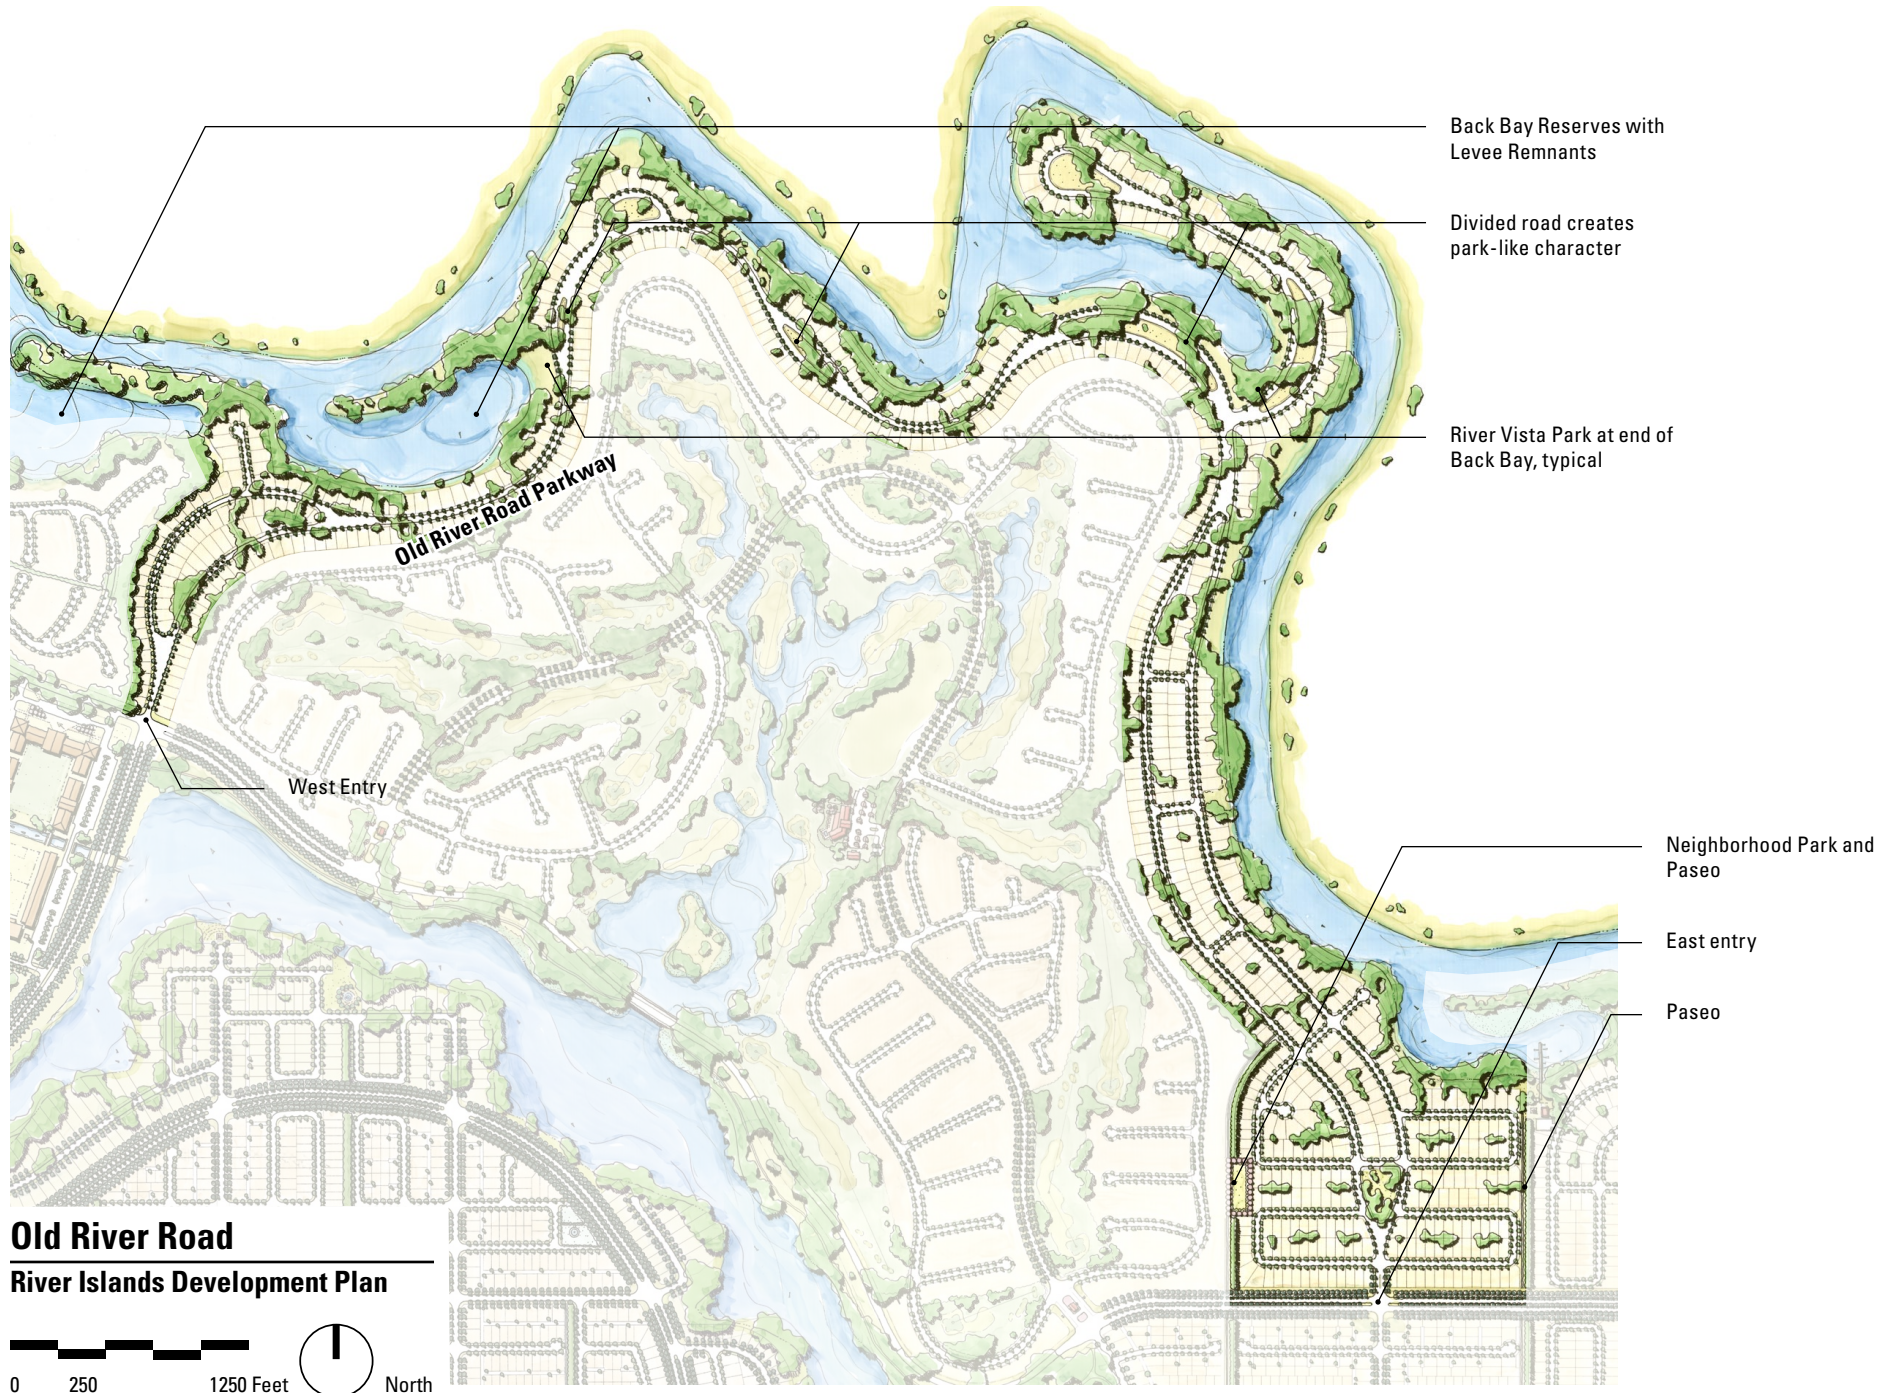 Back Bay Reserves with
Levee Remnants
Divided road creates
park-like character
River Vista Park at end of
Back Bay, typical
Old River Road Parkway
West Entry
Neighborhood Park and
Paseo
East entry
Paseo
Old River Road
River Islands Development Plan
0 250 1250 Feet North